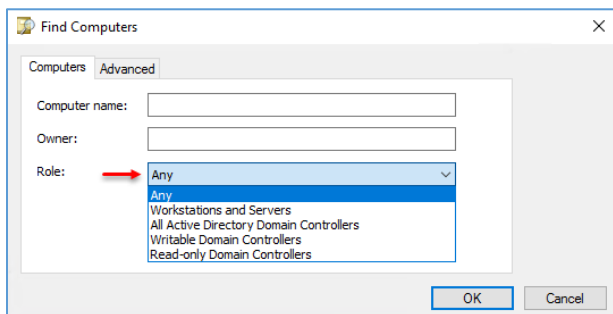 Find Computers
Computers Advanced
Computer name:
Owner:
Role: Any
Any
Workstations and Servers
All Active Directory Domain Controllers
Writable Domain Controllers
Read-only Domain Controllers
OK Cancel